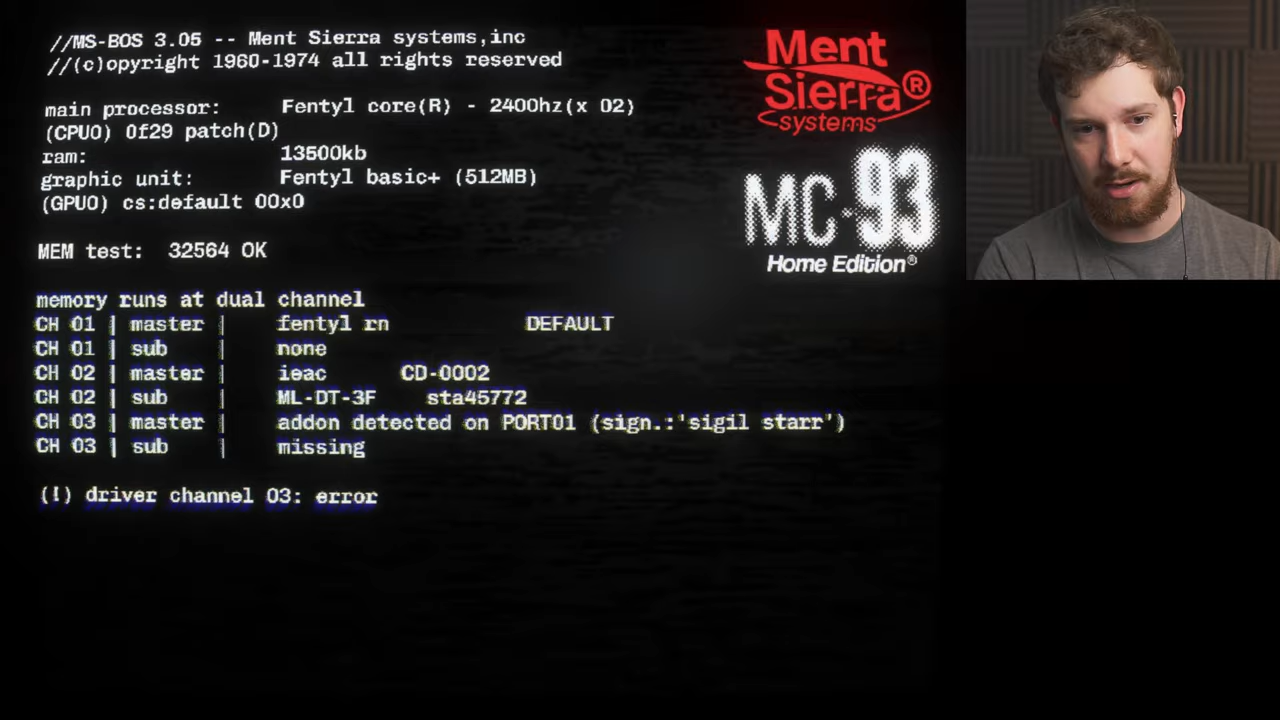 //MS-BOS 3.05 -- Ment Sierra systems,inc
//(c)opyright 1960-1974 all rights reserved
main processor: Fentyl core(R) - 2400hz(x 02)
(CPU0) 0f29 patch(D)
ram: 13500kb
graphic unit: Fentyl basic+ (512MB)
(GPU0) cs:default 00x0
MEM test: 32564 OK
memory runs at dual channel
CH 01 | master | fentyl rn DEFAULT
CH 01 | sub | none
CH 02 | master | ieac CD-0002
CH 02 | sub | ML-DT-3F sta45772
CH 03 | master | addon detected on PORT01 (sign.:'sigil starr')
CH 03 | sub | missing
(!) driver channel 03: error
Ment
Sierra®
systems
MC-93
Home Edition®